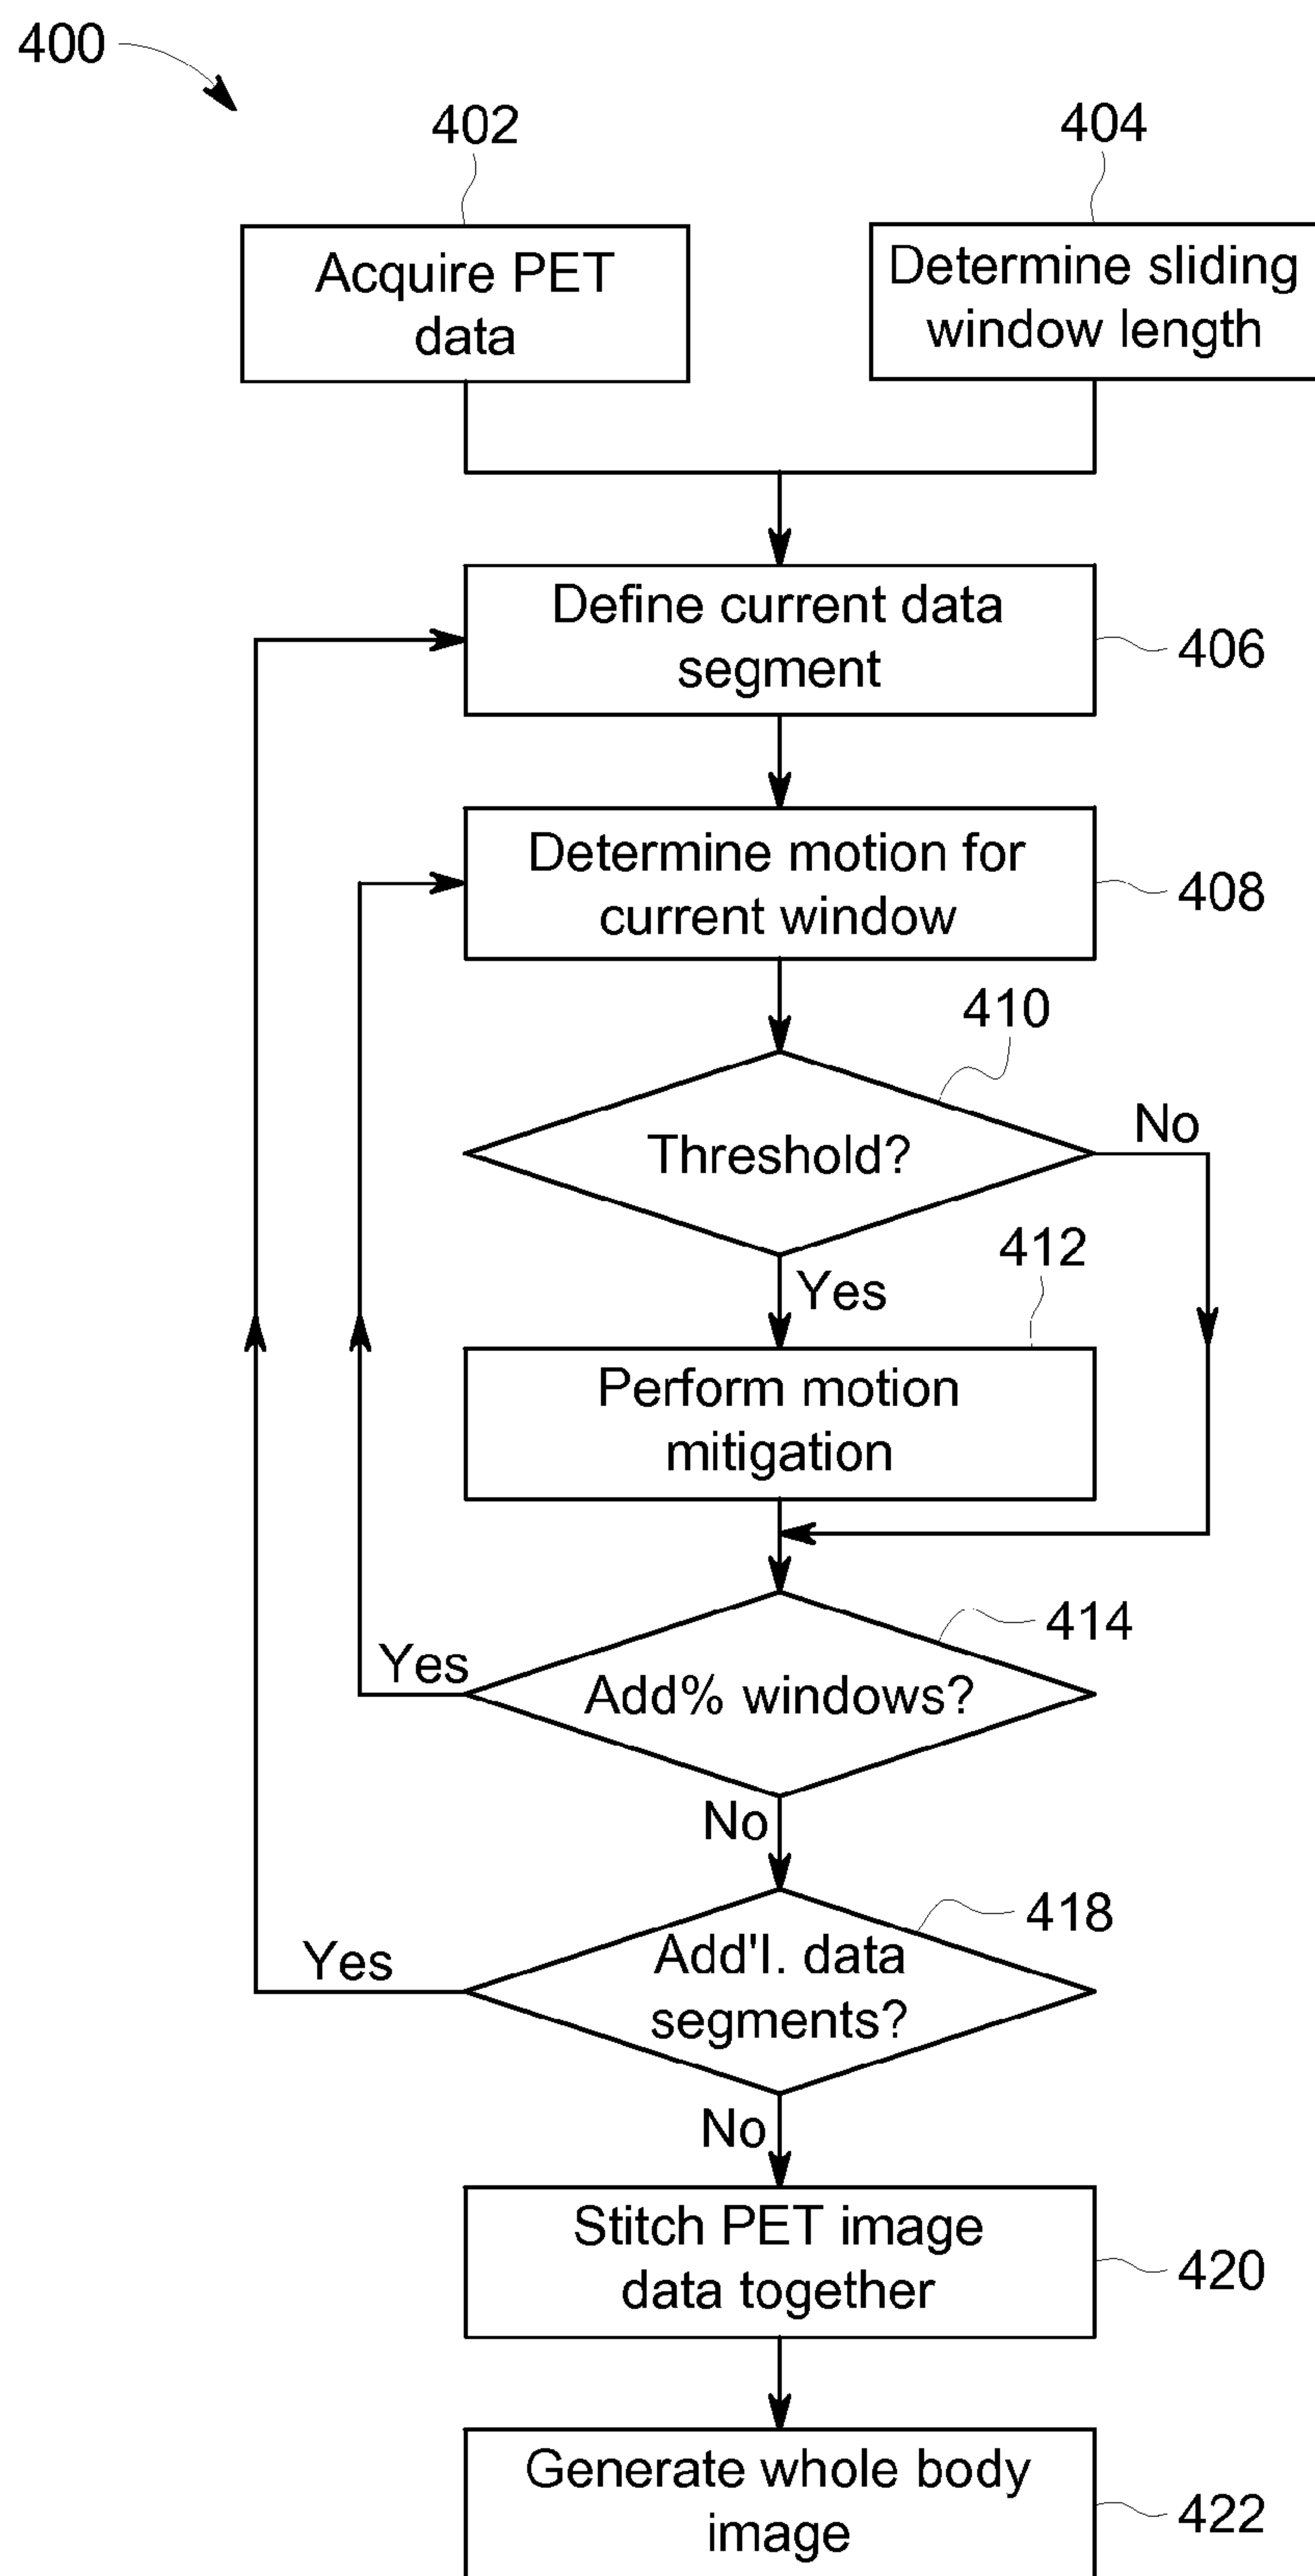 400
402
404
Acquire PET
data
Determine sliding
window length
Define current data
segment
406
Determine motion for
current window
408
410
Threshold?
No
412
Yes
Perform motion
mitigation
414
Yes
Add% windows?
No
418
Yes
Add'l. data
segments?
No
Stitch PET image
data together
420
Generate whole body
image
422